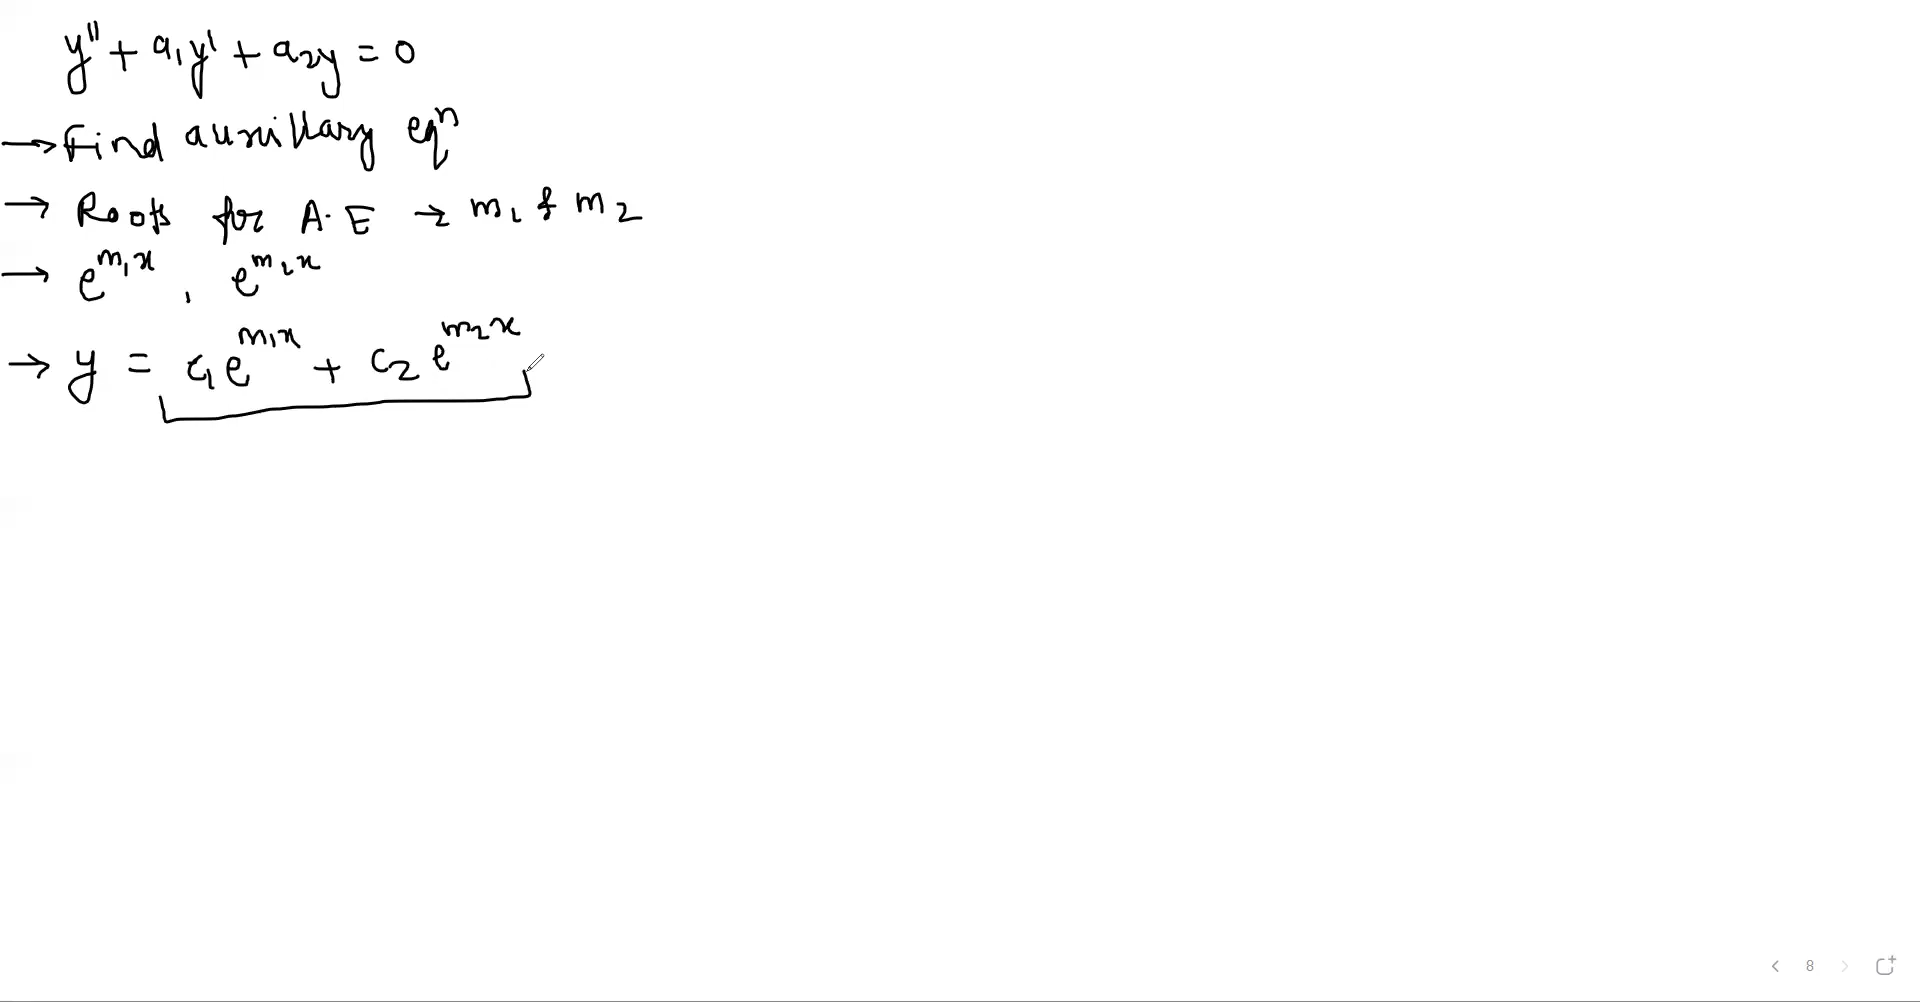 y'' + a₁y' + a₂y = 0
→ Find auxillary eqⁿ
→ Roots for A.E → m₁ & m₂
→ e^{m₁x} , e^{m₂x}
→ y = c₁e^{m₁x} + c₂e^{m₂x}
8